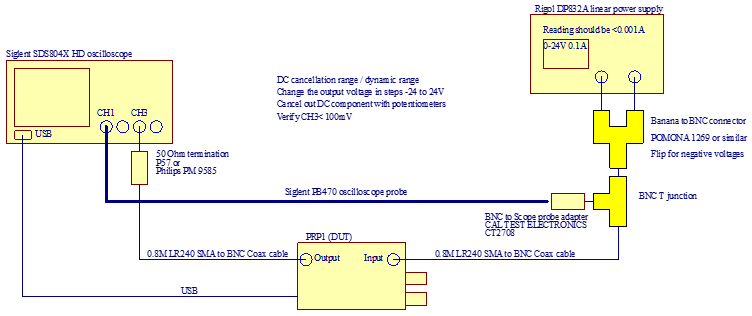 Rigol DP832A linear power supply
Reading should be <0.001A
0-24V 0.1A
Siglent SDS804X HD oscilloscope
CH1
CH3
USB
DC cancellation range / dynamic range
Change the output voltage in steps -24 to 24V
Cancel out DC component with potentiometers
Verify CH3< 100mV
Banana to BNC connector
POMONA 1269 or similar
Flip for negative voltages
50 Ohm termination
P57 or
Philips PM 9585
Siglent PB470 oscilloscope probe
BNC T junction
BNC to Scope probe adapter
CAL TEST ELECTRONICS
CT2708
PRP1 (DUT)
0.8M LR240 SMA to BNC Coax cable
Output
Input
0.8M LR240 SMA to BNC Coax cable
USB